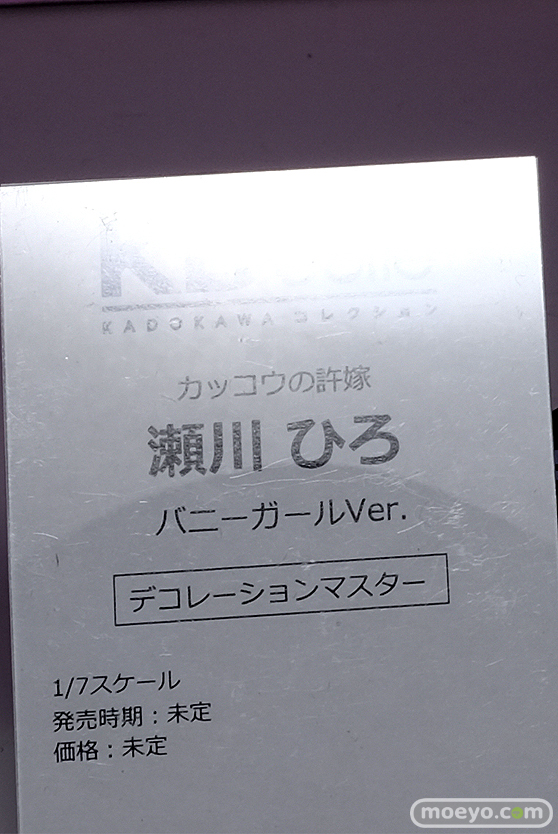 KADOKAWA コレクション
カッコウの許嫁
瀬川 ひろ
バニーガールVer.
デコレーションマスター
1/7スケール
発売時期：未定
価格：未定
moeyo.com